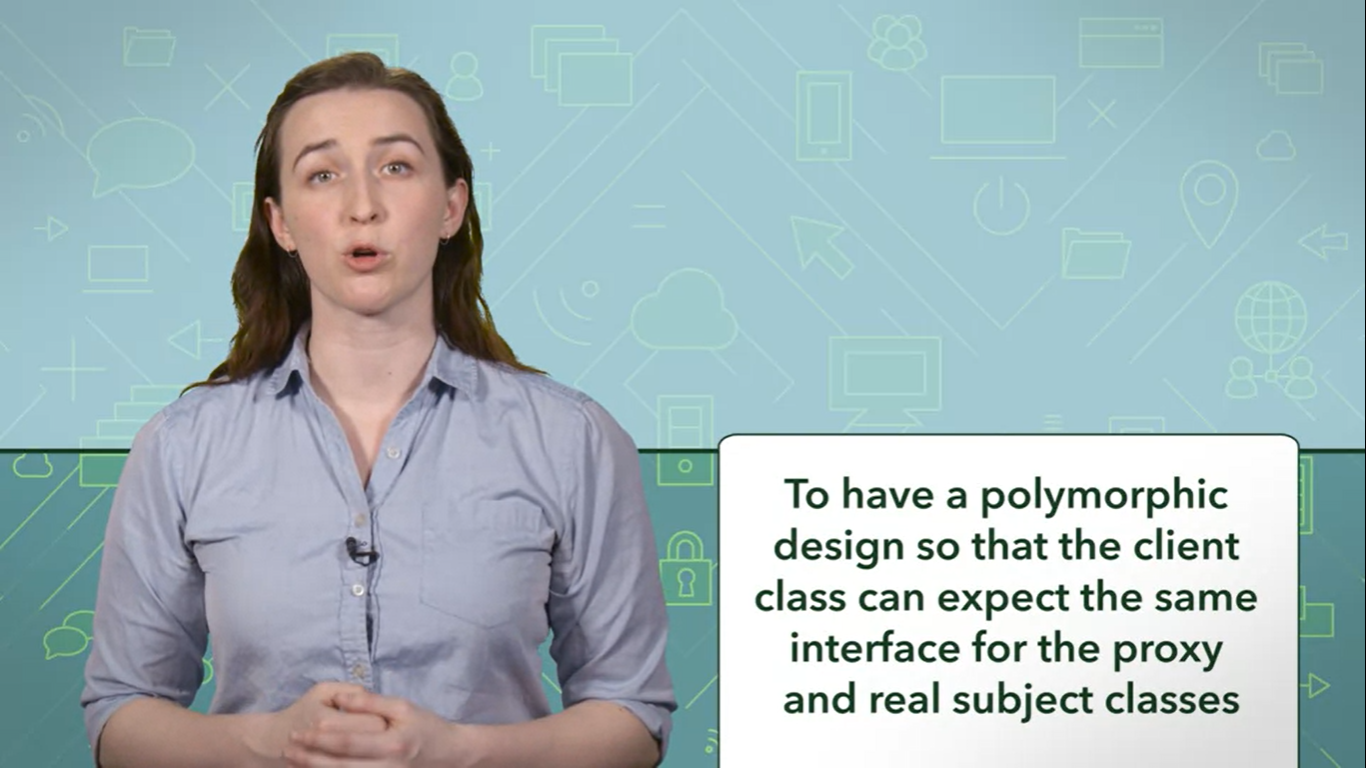 To have a polymorphic
design so that the client
class can expect the same
interface for the proxy
and real subject classes